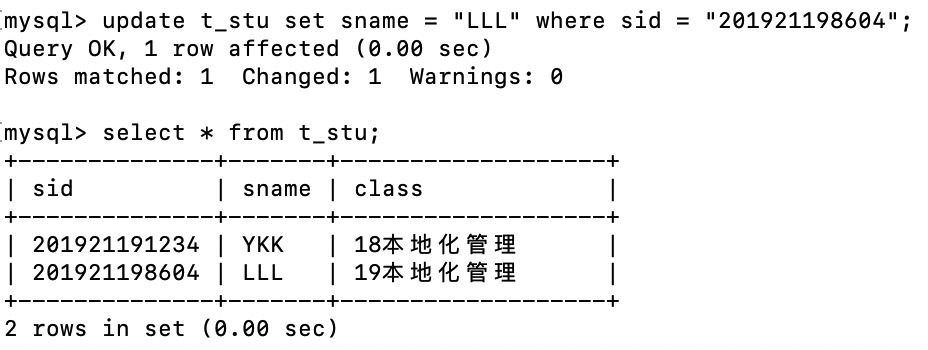 mysql> update t_stu set sname = "LLL" where sid = "201921198604";
Query OK, 1 row affected (0.00 sec)
Rows matched: 1  Changed: 1  Warnings: 0
mysql> select * from t_stu;
+--------------+-------+-------------------+
| sid          | sname | class             |
+--------------+-------+-------------------+
| 201921191234 | YKK   | 18本地化管理      |
| 201921198604 | LLL   | 19本地化管理      |
+--------------+-------+-------------------+
2 rows in set (0.00 sec)